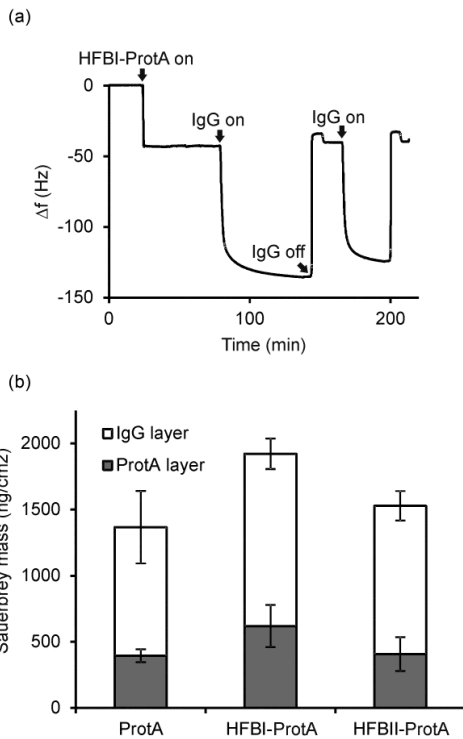 (a)
HFBI-ProtA on
IgG on
IgG on
IgG off
0
-50
-100
-150
Δf (Hz)
0
100
200
Time (min)
(b)
IgG layer
ProtA layer
2000
1500
1000
500
0
Sauerbrey mass (ng/cm2)
ProtA
HFBI-ProtA
HFBII-ProtA